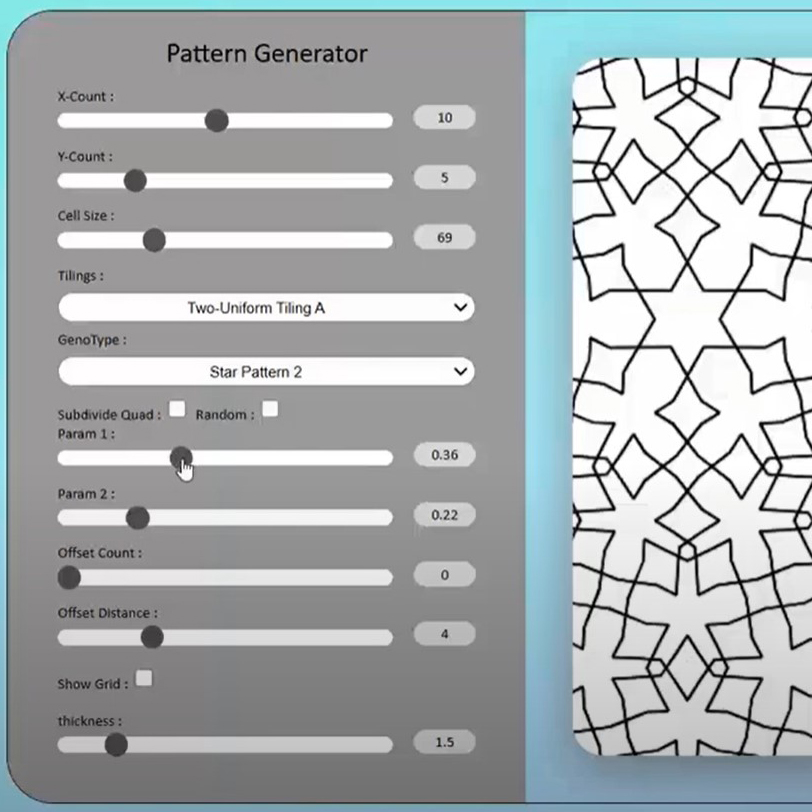 Pattern Generator
X-Count :
10
Y-Count :
5
Cell Size :
69
Tilings :
Two-Uniform Tiling A
GenoType :
Star Pattern 2
Subdivide Quad : Random :
Param 1 :
0.36
Param 2 :
0.22
Offset Count :
0
Offset Distance :
4
Show Grid :
thickness :
1.5